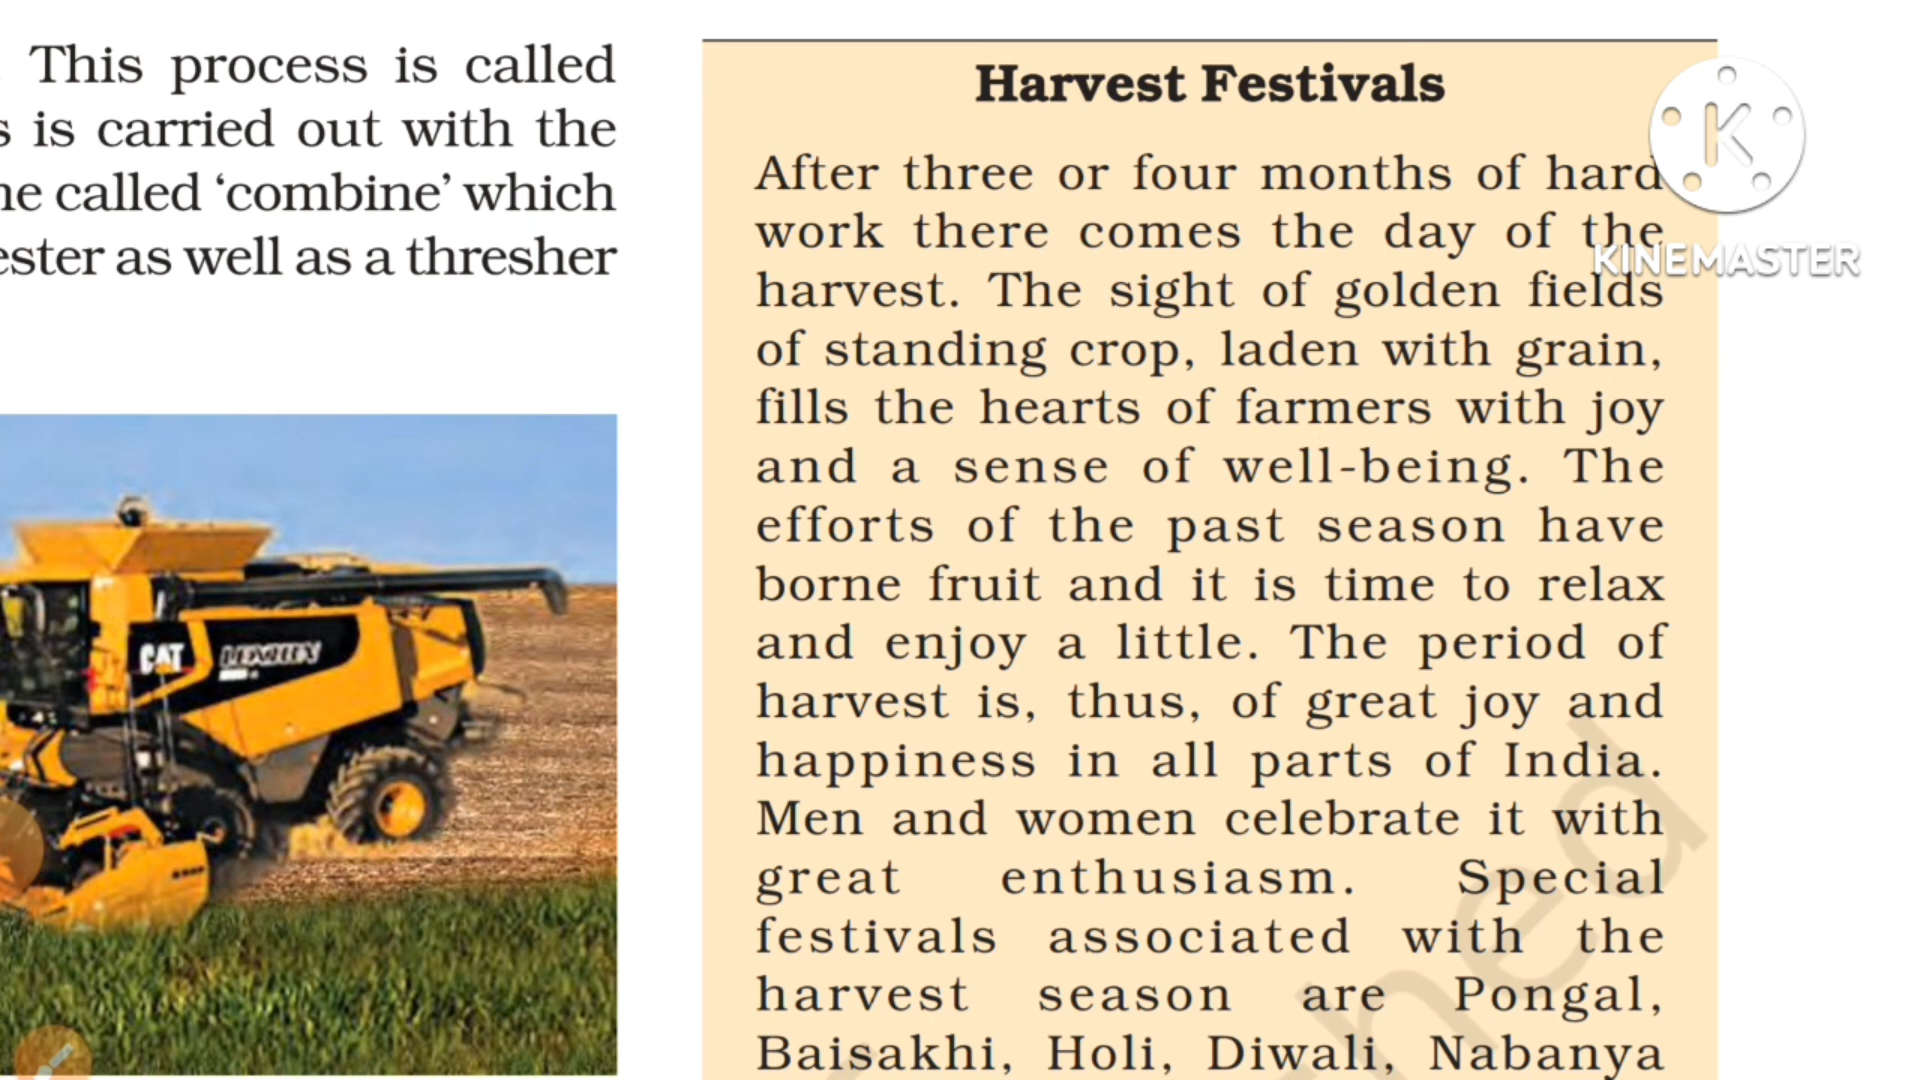 This process is called
s is carried out with the
ne called ‘combine’ which
ester as well as a thresher
CAT
LEXION
Harvest Festivals
After three or four months of hard
work there comes the day of the
harvest. The sight of golden fields
of standing crop, laden with grain,
fills the hearts of farmers with joy
and a sense of well-being. The
efforts of the past season have
borne fruit and it is time to relax
and enjoy a little. The period of
harvest is, thus, of great joy and
happiness in all parts of India.
Men and women celebrate it with
great enthusiasm. Special
festivals associated with the
harvest season are Pongal,
Baisakhi, Holi, Diwali, Nabanya
K
KINEMASTER